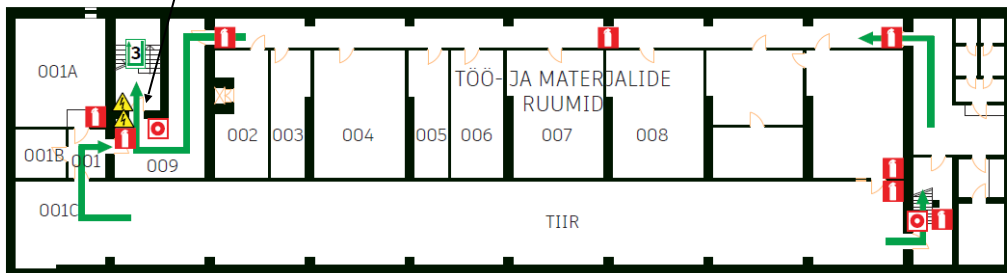 3
001A
TÖÖ- JA MATERJALIDE
RUUMID
001B
001
009
002
003
004
005
006
007
008
001C
TIIR